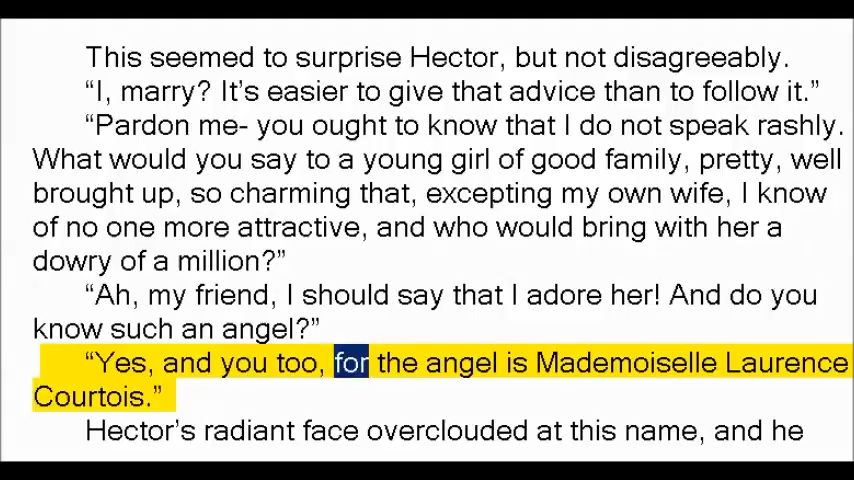 This seemed to surprise Hector, but not disagreeably.
“I, marry? It’s easier to give that advice than to follow it.”
“Pardon me- you ought to know that I do not speak rashly.
What would you say to a young girl of good family, pretty, well
brought up, so charming that, excepting my own wife, I know
of no one more attractive, and who would bring with her a
dowry of a million?”
“Ah, my friend, I should say that I adore her! And do you
know such an angel?”
“Yes, and you too, for the angel is Mademoiselle Laurence
Courtois.”
Hector’s radiant face overclouded at this name, and he